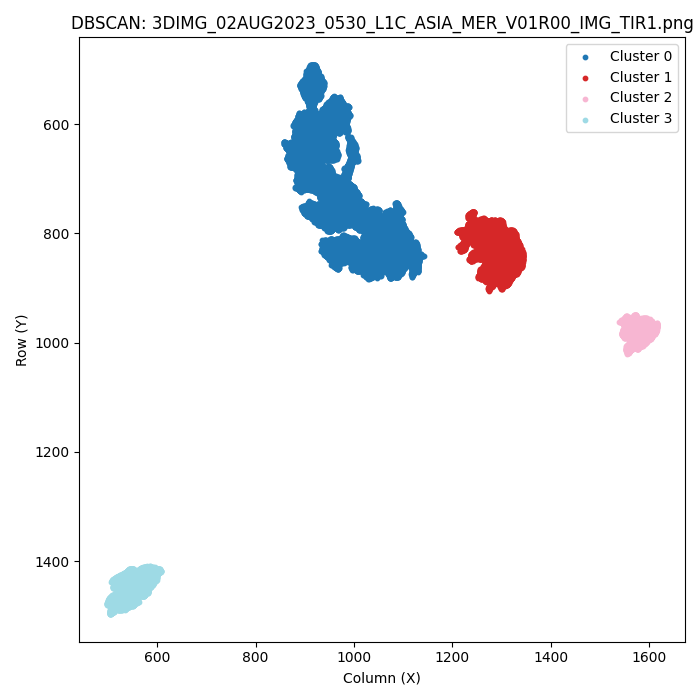 DBSCAN: 3DIMG_02AUG2023_0530_L1C_ASIA_MER_V01R00_IMG_TIR1.png
Cluster 0
Cluster 1
Cluster 2
Cluster 3
600
800
1000
1200
1400
Row (Y)
600 800 1000 1200 1400 1600
Column (X)